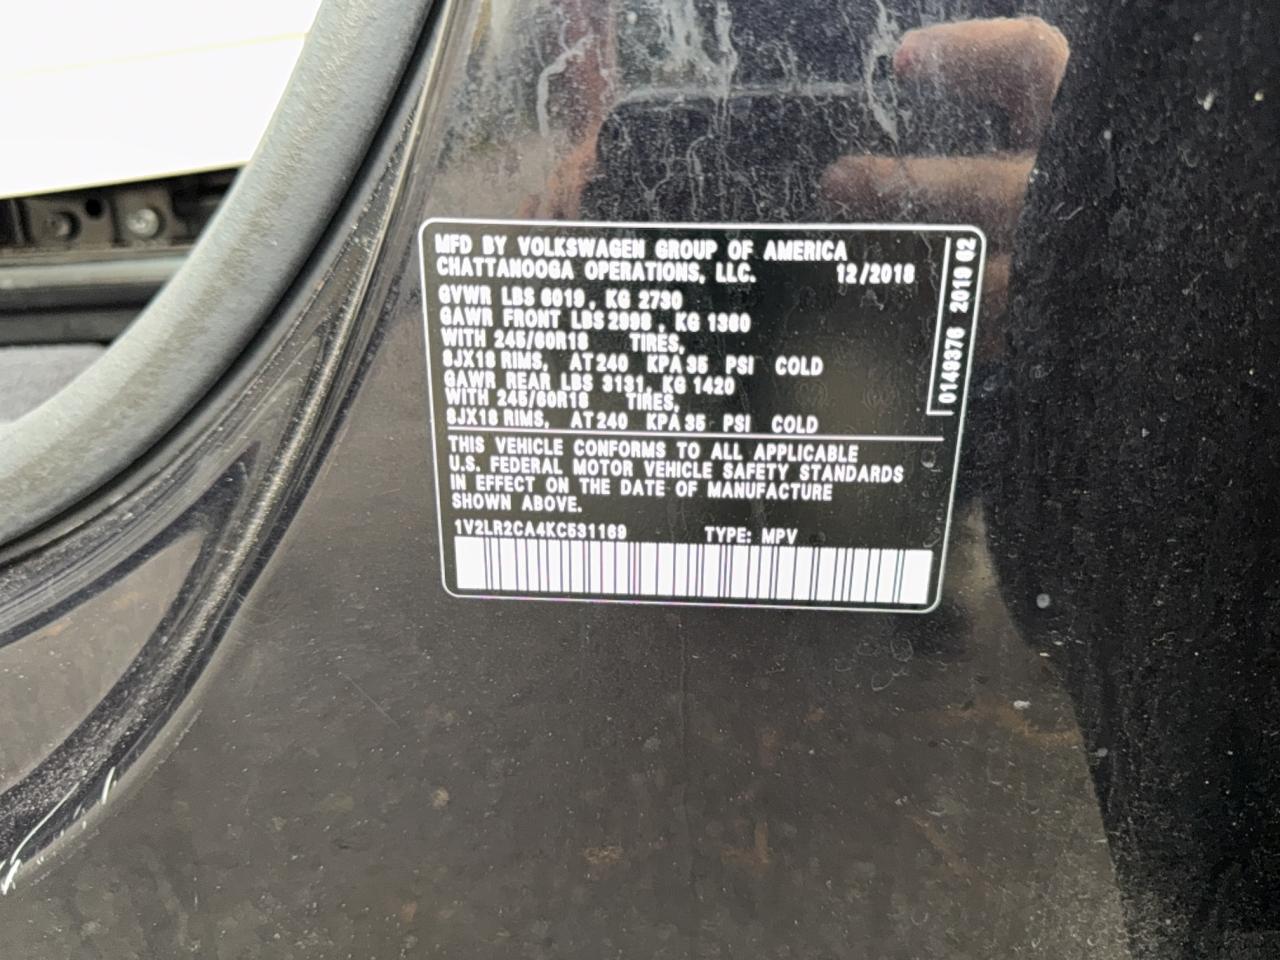 MFD BY VOLKSWAGEN GROUP OF AMERICA
CHATTANOOGA OPERATIONS, LLC. 12/2018
GVWR LBS 6019, KG 2730
GAWR FRONT LBS 2998, KG 1360
WITH 245/60R18 TIRES,
8JX18 RIMS, AT 240 KPA 35 PSI COLD
GAWR REAR LBS 3131, KG 1420
WITH 245/60R18 TIRES,
8JX18 RIMS, AT 240 KPA 35 PSI COLD
THIS VEHICLE CONFORMS TO ALL APPLICABLE
U.S. FEDERAL MOTOR VEHICLE SAFETY STANDARDS
IN EFFECT ON THE DATE OF MANUFACTURE
SHOWN ABOVE.
1V2LR2CA4KC531169 TYPE: MPV
0149376 2019 02